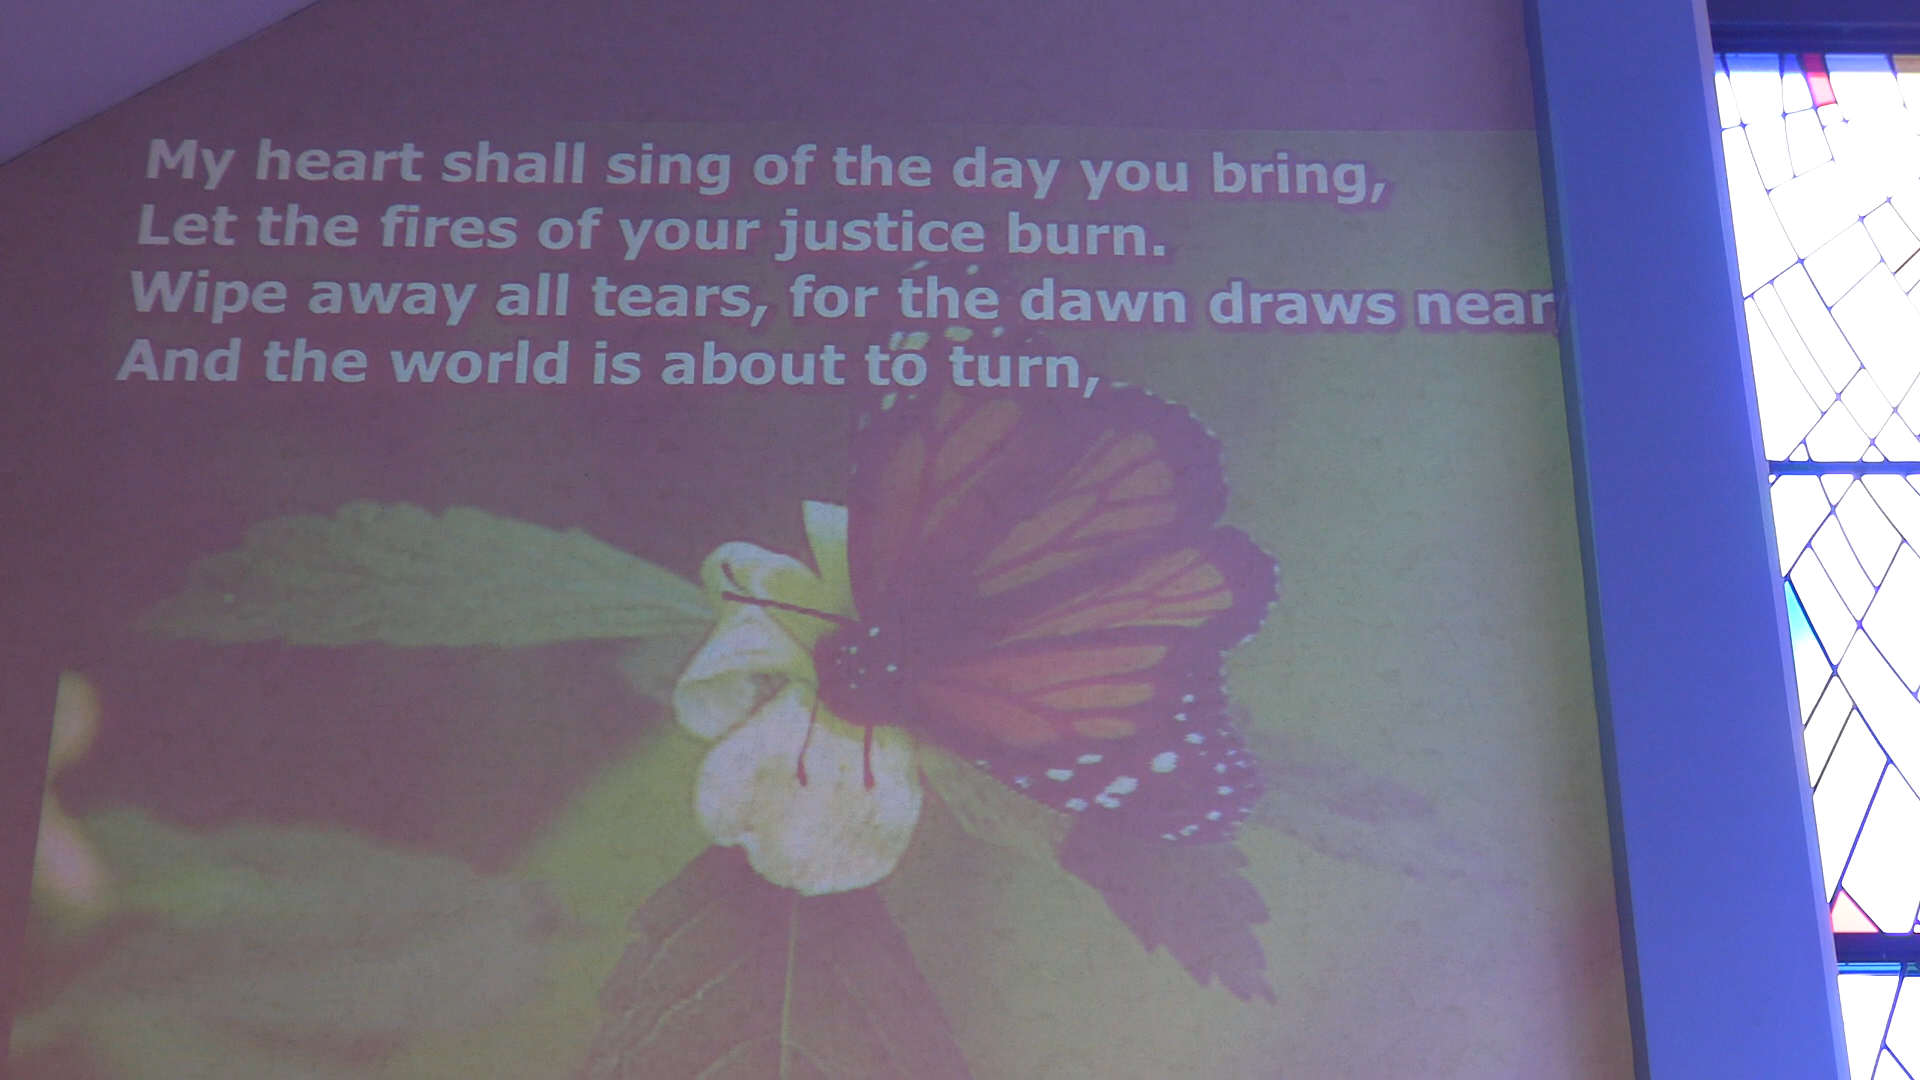 My heart shall sing of the day you bring,
Let the fires of your justice burn.
Wipe away all tears, for the dawn draws near,
And the world is about to turn,